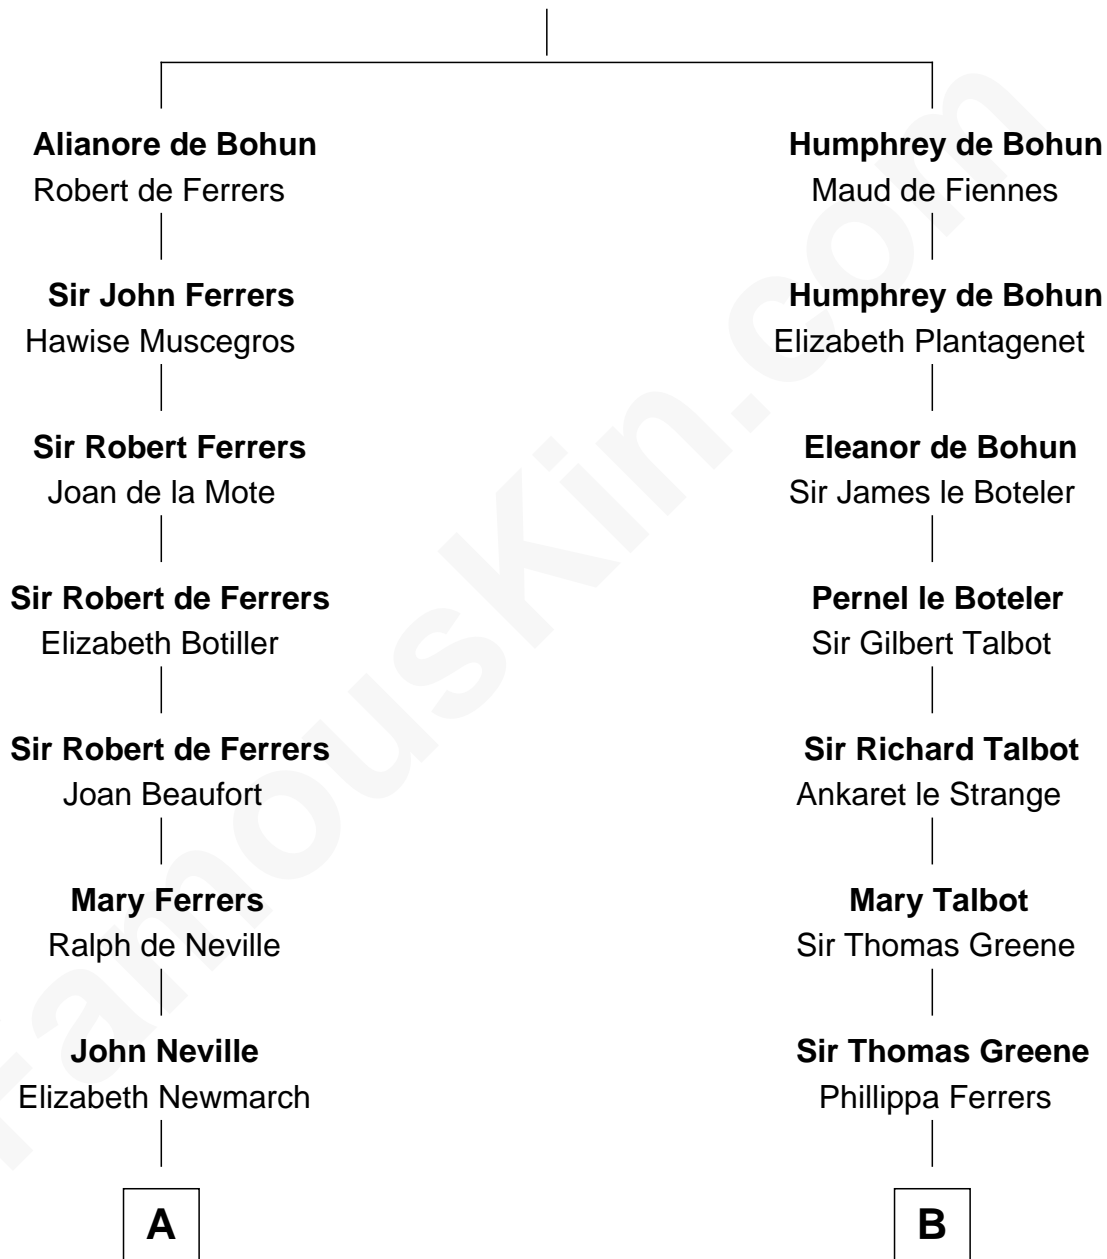 Alianore de Bohun
Robert de Ferrers
Humphrey de Bohun
Maud de Fiennes
Sir John Ferrers
Hawise Muscegros
Humphrey de Bohun
Elizabeth Plantagenet
Sir Robert Ferrers
Joan de la Mote
Eleanor de Bohun
Sir James le Boteler
Sir Robert de Ferrers
Elizabeth Botiller
Pernel le Boteler
Sir Gilbert Talbot
Sir Robert de Ferrers
Joan Beaufort
Sir Richard Talbot
Ankaret le Strange
Mary Ferrers
Ralph de Neville
Mary Talbot
Sir Thomas Greene
John Neville
Elizabeth Newmarch
Sir Thomas Greene
Phillippa Ferrers
A
B
FamousKin.com